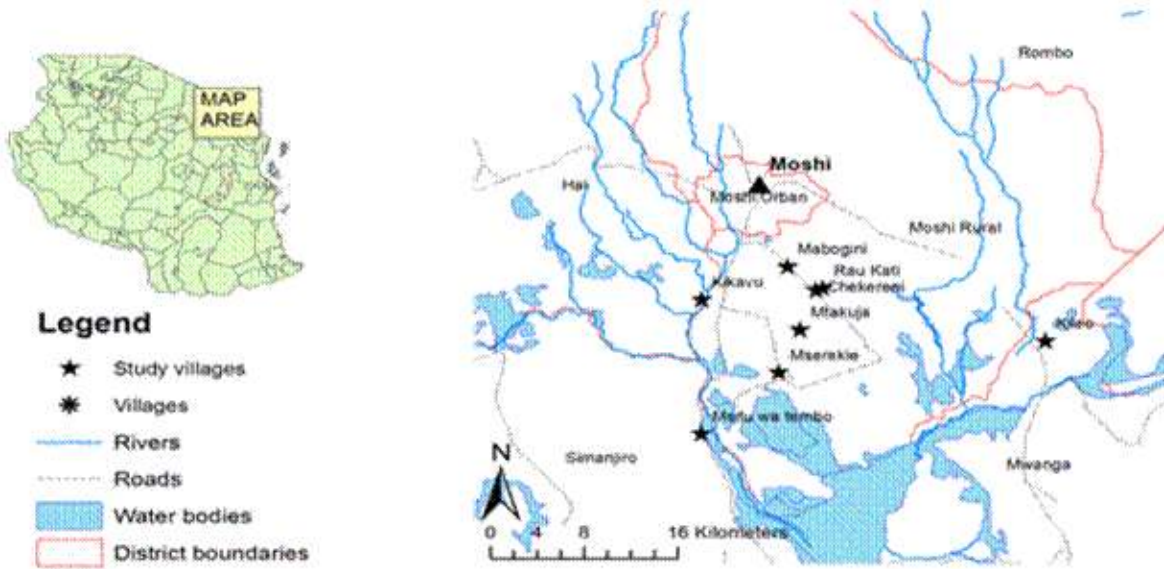 MAP
AREA
Legend
Study villages
Villages
Rivers
Roads
Water bodies
District boundaries
Rombo
Moshi
Hai
Moshi Urban
Moshi Rural
Mabogini
Rau Kati
Chekereni
Kikavu
Mtakuja
Kileo
Mserekie
Msitu wa tembo
N
Simanjiro
Mwanga
0 4 8 16 Kilometers